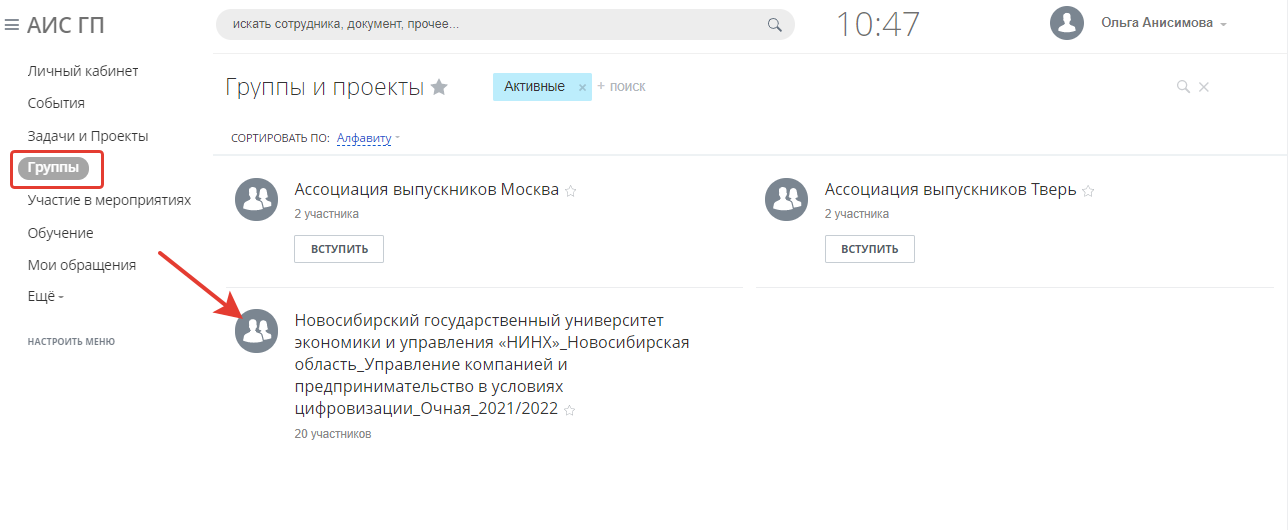 АИС ГП
искать сотрудника, документ, прочее...
10:47
Ольга Анисимова
Личный кабинет
События
Задачи и Проекты
Группы
Участие в мероприятиях
Обучение
Мои обращения
Ещё
НАСТРОИТЬ МЕНЮ
Группы и проекты
Активные × + поиск
СОРТИРОВАТЬ ПО: Алфавиту
Ассоциация выпускников Москва
2 участника
ВСТУПИТЬ
Ассоциация выпускников Тверь
2 участника
ВСТУПИТЬ
Новосибирский государственный университет
экономики и управления «НИНХ»_Новосибирская
область_Управление компанией и
предпринимательство в условиях
цифровизации_Очная_2021/2022
20 участников